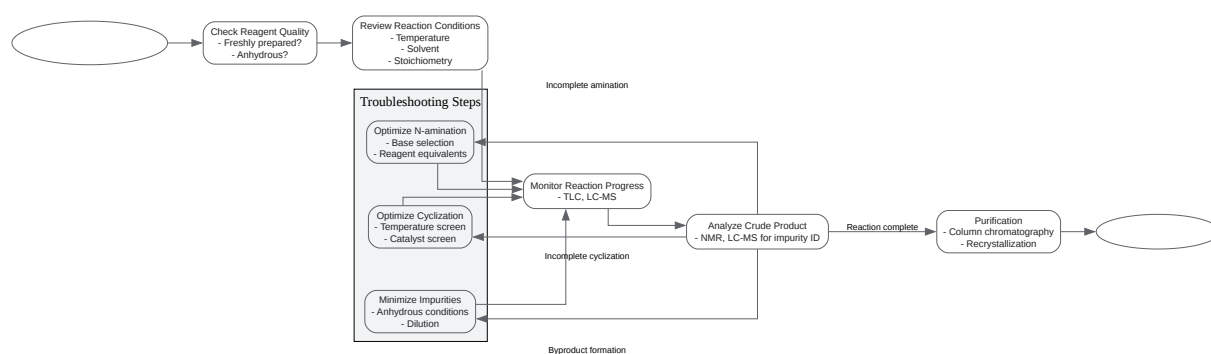 Check Reagent Quality
- Freshly prepared?
- Anhydrous?
Review Reaction Conditions
- Temperature
- Solvent
- Stoichiometry
Incomplete amination
Troubleshooting Steps
Optimize N-amination
- Base selection
- Reagent equivalents
Monitor Reaction Progress
- TLC, LC-MS
Optimize Cyclization
- Temperature screen
- Catalyst screen
Analyze Crude Product
- NMR, LC-MS for impurity ID
Reaction complete
Purification
- Column chromatography
- Recrystallization
Incomplete cyclization
Minimize Impurities
- Anhydrous conditions
- Dilution
Byproduct formation